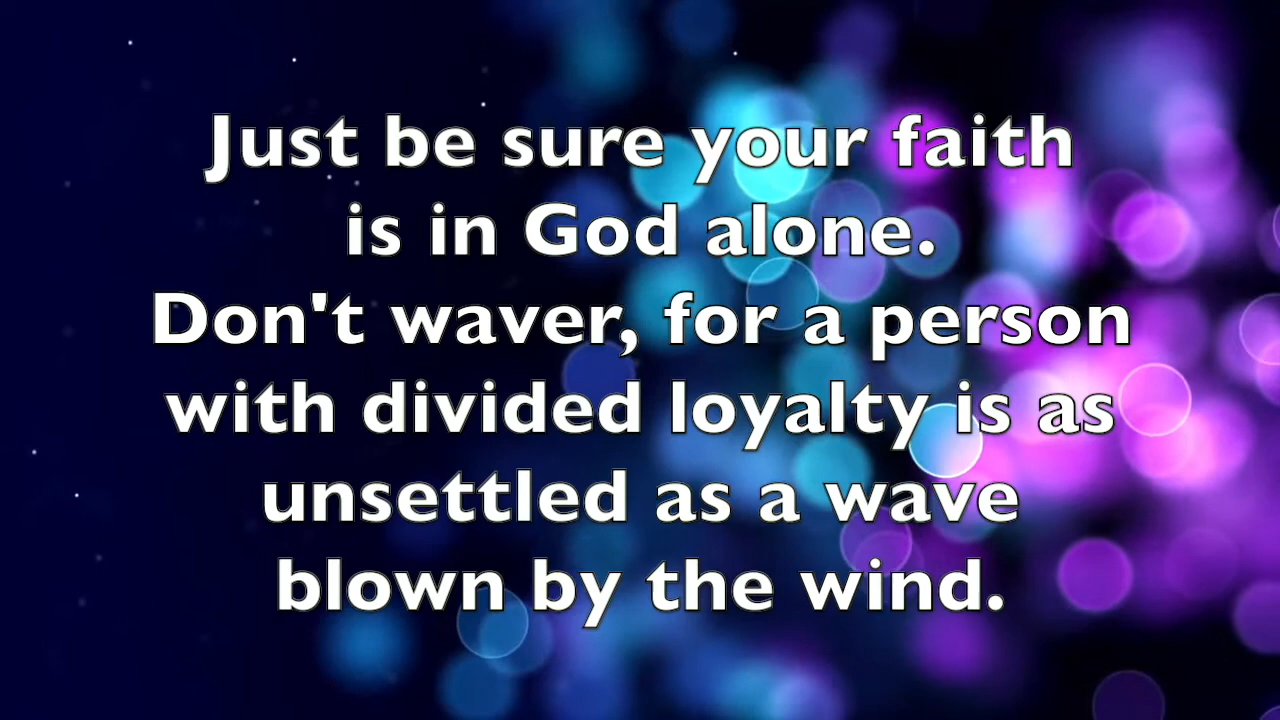 Just be sure your faith
is in God alone.
Don't waver, for a person
with divided loyalty is as
unsettled as a wave
blown by the wind.